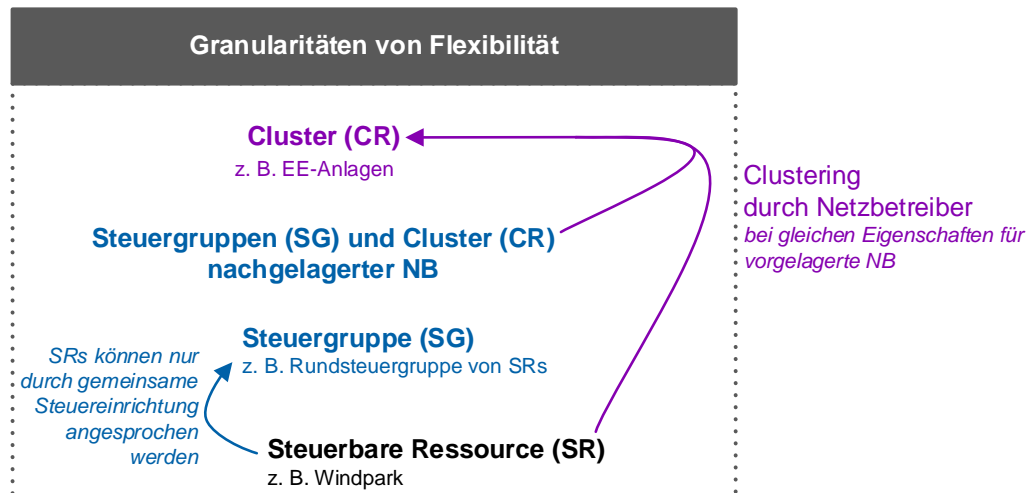 Granularitäten von Flexibilität
Cluster (CR)
z. B. EE-Anlagen
Clustering
durch Netzbetreiber
bei gleichen Eigenschaften für
vorgelagerte NB
Steuergruppen (SG) und Cluster (CR)
nachgelagerter NB
Steuergruppe (SG)
z. B. Rundsteuergruppe von SRs
SRs können nur
durch gemeinsame
Steuereinrichtung
angesprochen
werden
Steuerbare Ressource (SR)
z. B. Windpark